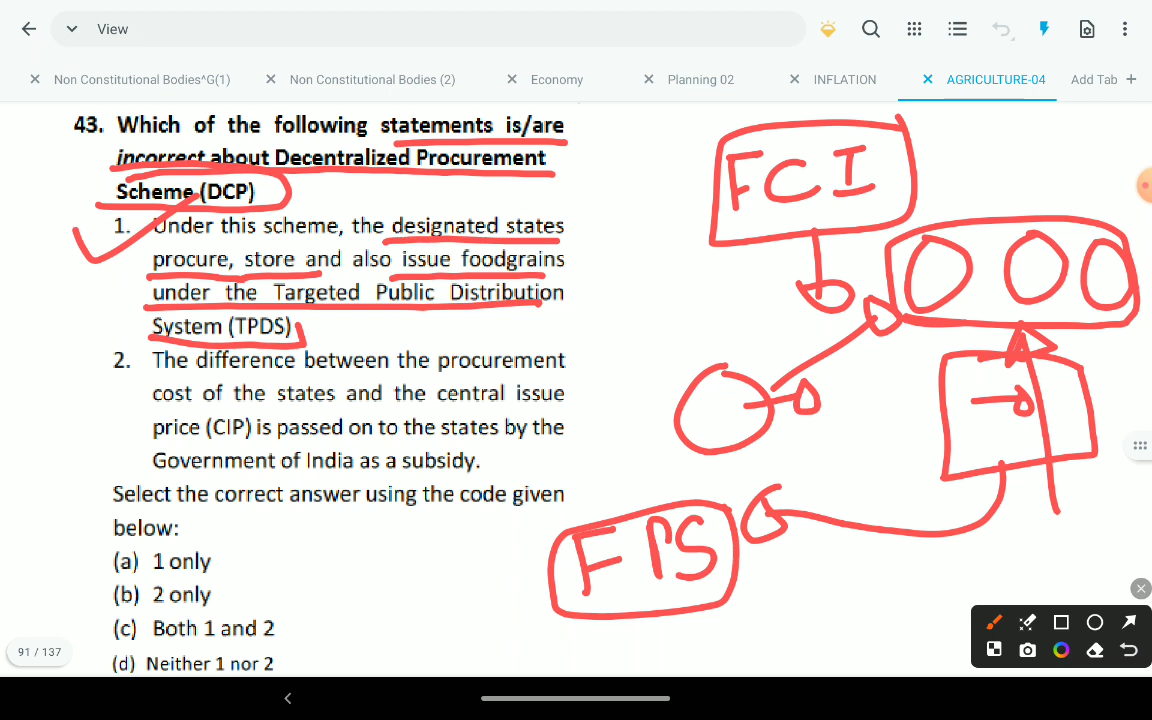 View
Non Constitutional Bodies^G(1)
Non Constitutional Bodies (2)
Economy
Planning 02
INFLATION
AGRICULTURE-04
Add Tab
43. Which of the following statements is/are
incorrect about Decentralized Procurement
Scheme (DCP)
1. Under this scheme, the designated states
procure, store and also issue foodgrains
under the Targeted Public Distribution
System (TPDS)
2. The difference between the procurement
cost of the states and the central issue
price (CIP) is passed on to the states by the
Government of India as a subsidy.
Select the correct answer using the code given
below:
(a) 1 only
(b) 2 only
(c) Both 1 and 2
(d) Neither 1 nor 2
FCI
FPS
91 / 137